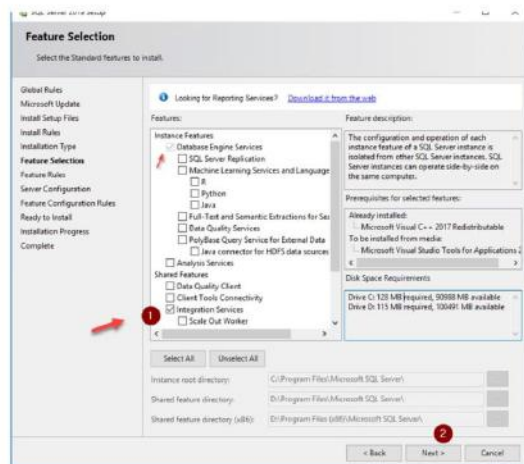 SQL Server 2019 Setup
Feature Selection
Select the Standard features to install.
Global Rules
Microsoft Update
Install Setup Files
Install Rules
Installation Type
Feature Selection
Feature Rules
Server Configuration
Feature Configuration Rules
Ready to Install
Installation Progress
Complete
Looking for Reporting Services? Download it from the web
Features:
Instance Features
Database Engine Services
SQL Server Replication
Machine Learning Services and Language
R
Python
Java
Full-Text and Semantic Extractions for Sea
Data Quality Services
PolyBase Query Service for External Data
Java connector for HDFS data sources
Analysis Services
Shared Features
Data Quality Client
Client Tools Connectivity
1
Integration Services
Scale Out Worker
Feature description:
The configuration and operation of each
instance feature of a SQL Server instance is
isolated from other SQL Server instances. SQL
Server instances can operate side-by-side on
the same computer.
Prerequisites for selected features:
Already installed:
Microsoft Visual C++ 2017 Redistributable
To be installed from media:
Microsoft Visual Studio Tools for Applications 2
Disk Space Requirements
Drive C: 128 MB required, 90988 MB available
Drive D: 115 MB required, 100491 MB available
Select All Unselect All
Instance root directory: C:\Program Files\Microsoft SQL Server\
Shared feature directory: D:\Program Files\Microsoft SQL Server\
Shared feature directory (x86): D:\Program Files (x86)\Microsoft SQL Server\
2
< Back Next > Cancel